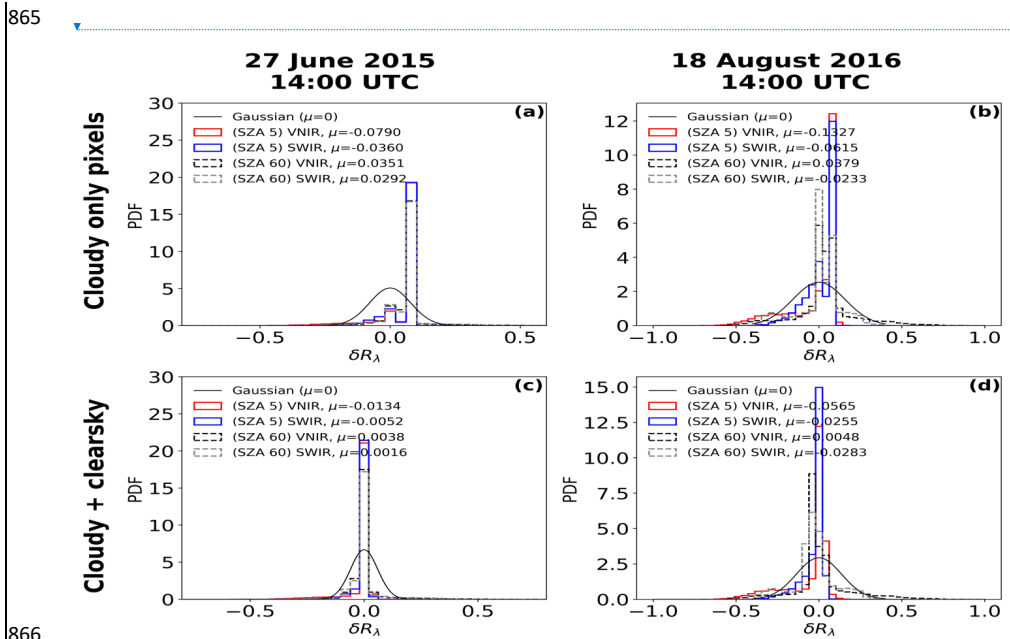 865
27 June 2015
14:00 UTC
18 August 2016
14:00 UTC
Cloudy only pixels
(a)
Gaussian (μ=0)
(SZA 5) VNIR, μ=-0.0790
(SZA 5) SWIR, μ=-0.0360
(SZA 60) VNIR, μ=0.0351
(SZA 60) SWIR, μ=0.0292
PDF
30
25
20
15
10
5
0
−0.5
0.0
0.5
δR_λ
(b)
Gaussian (μ=0)
(SZA 5) VNIR, μ=-0.1327
(SZA 5) SWIR, μ=-0.0615
(SZA 60) VNIR, μ=0.0379
(SZA 60) SWIR, μ=-0.0233
PDF
12
10
8
6
4
2
0
−1.0
−0.5
0.0
0.5
1.0
δR_λ
Cloudy + clearsky
(c)
Gaussian (μ=0)
(SZA 5) VNIR, μ=-0.0134
(SZA 5) SWIR, μ=-0.0052
(SZA 60) VNIR, μ=0.0038
(SZA 60) SWIR, μ=0.0016
PDF
30
25
20
15
10
5
0
−0.5
0.0
0.5
δR_λ
(d)
Gaussian (μ=0)
(SZA 5) VNIR, μ=-0.0565
(SZA 5) SWIR, μ=-0.0255
(SZA 60) VNIR, μ=0.0048
(SZA 60) SWIR, μ=-0.0283
PDF
15.0
12.5
10.0
7.5
5.0
2.5
0.0
−1.0
−0.5
0.0
0.5
1.0
δR_λ
866